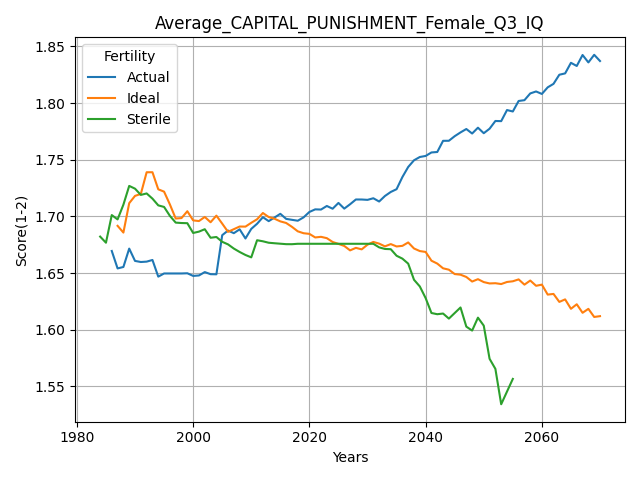 Average_CAPITAL_PUNISHMENT_Female_Q3_IQ
Fertility
Actual
Ideal
Sterile
Score(1-2)
1.85
1.80
1.75
1.70
1.65
1.60
1.55
1980
2000
2020
2040
2060
Years